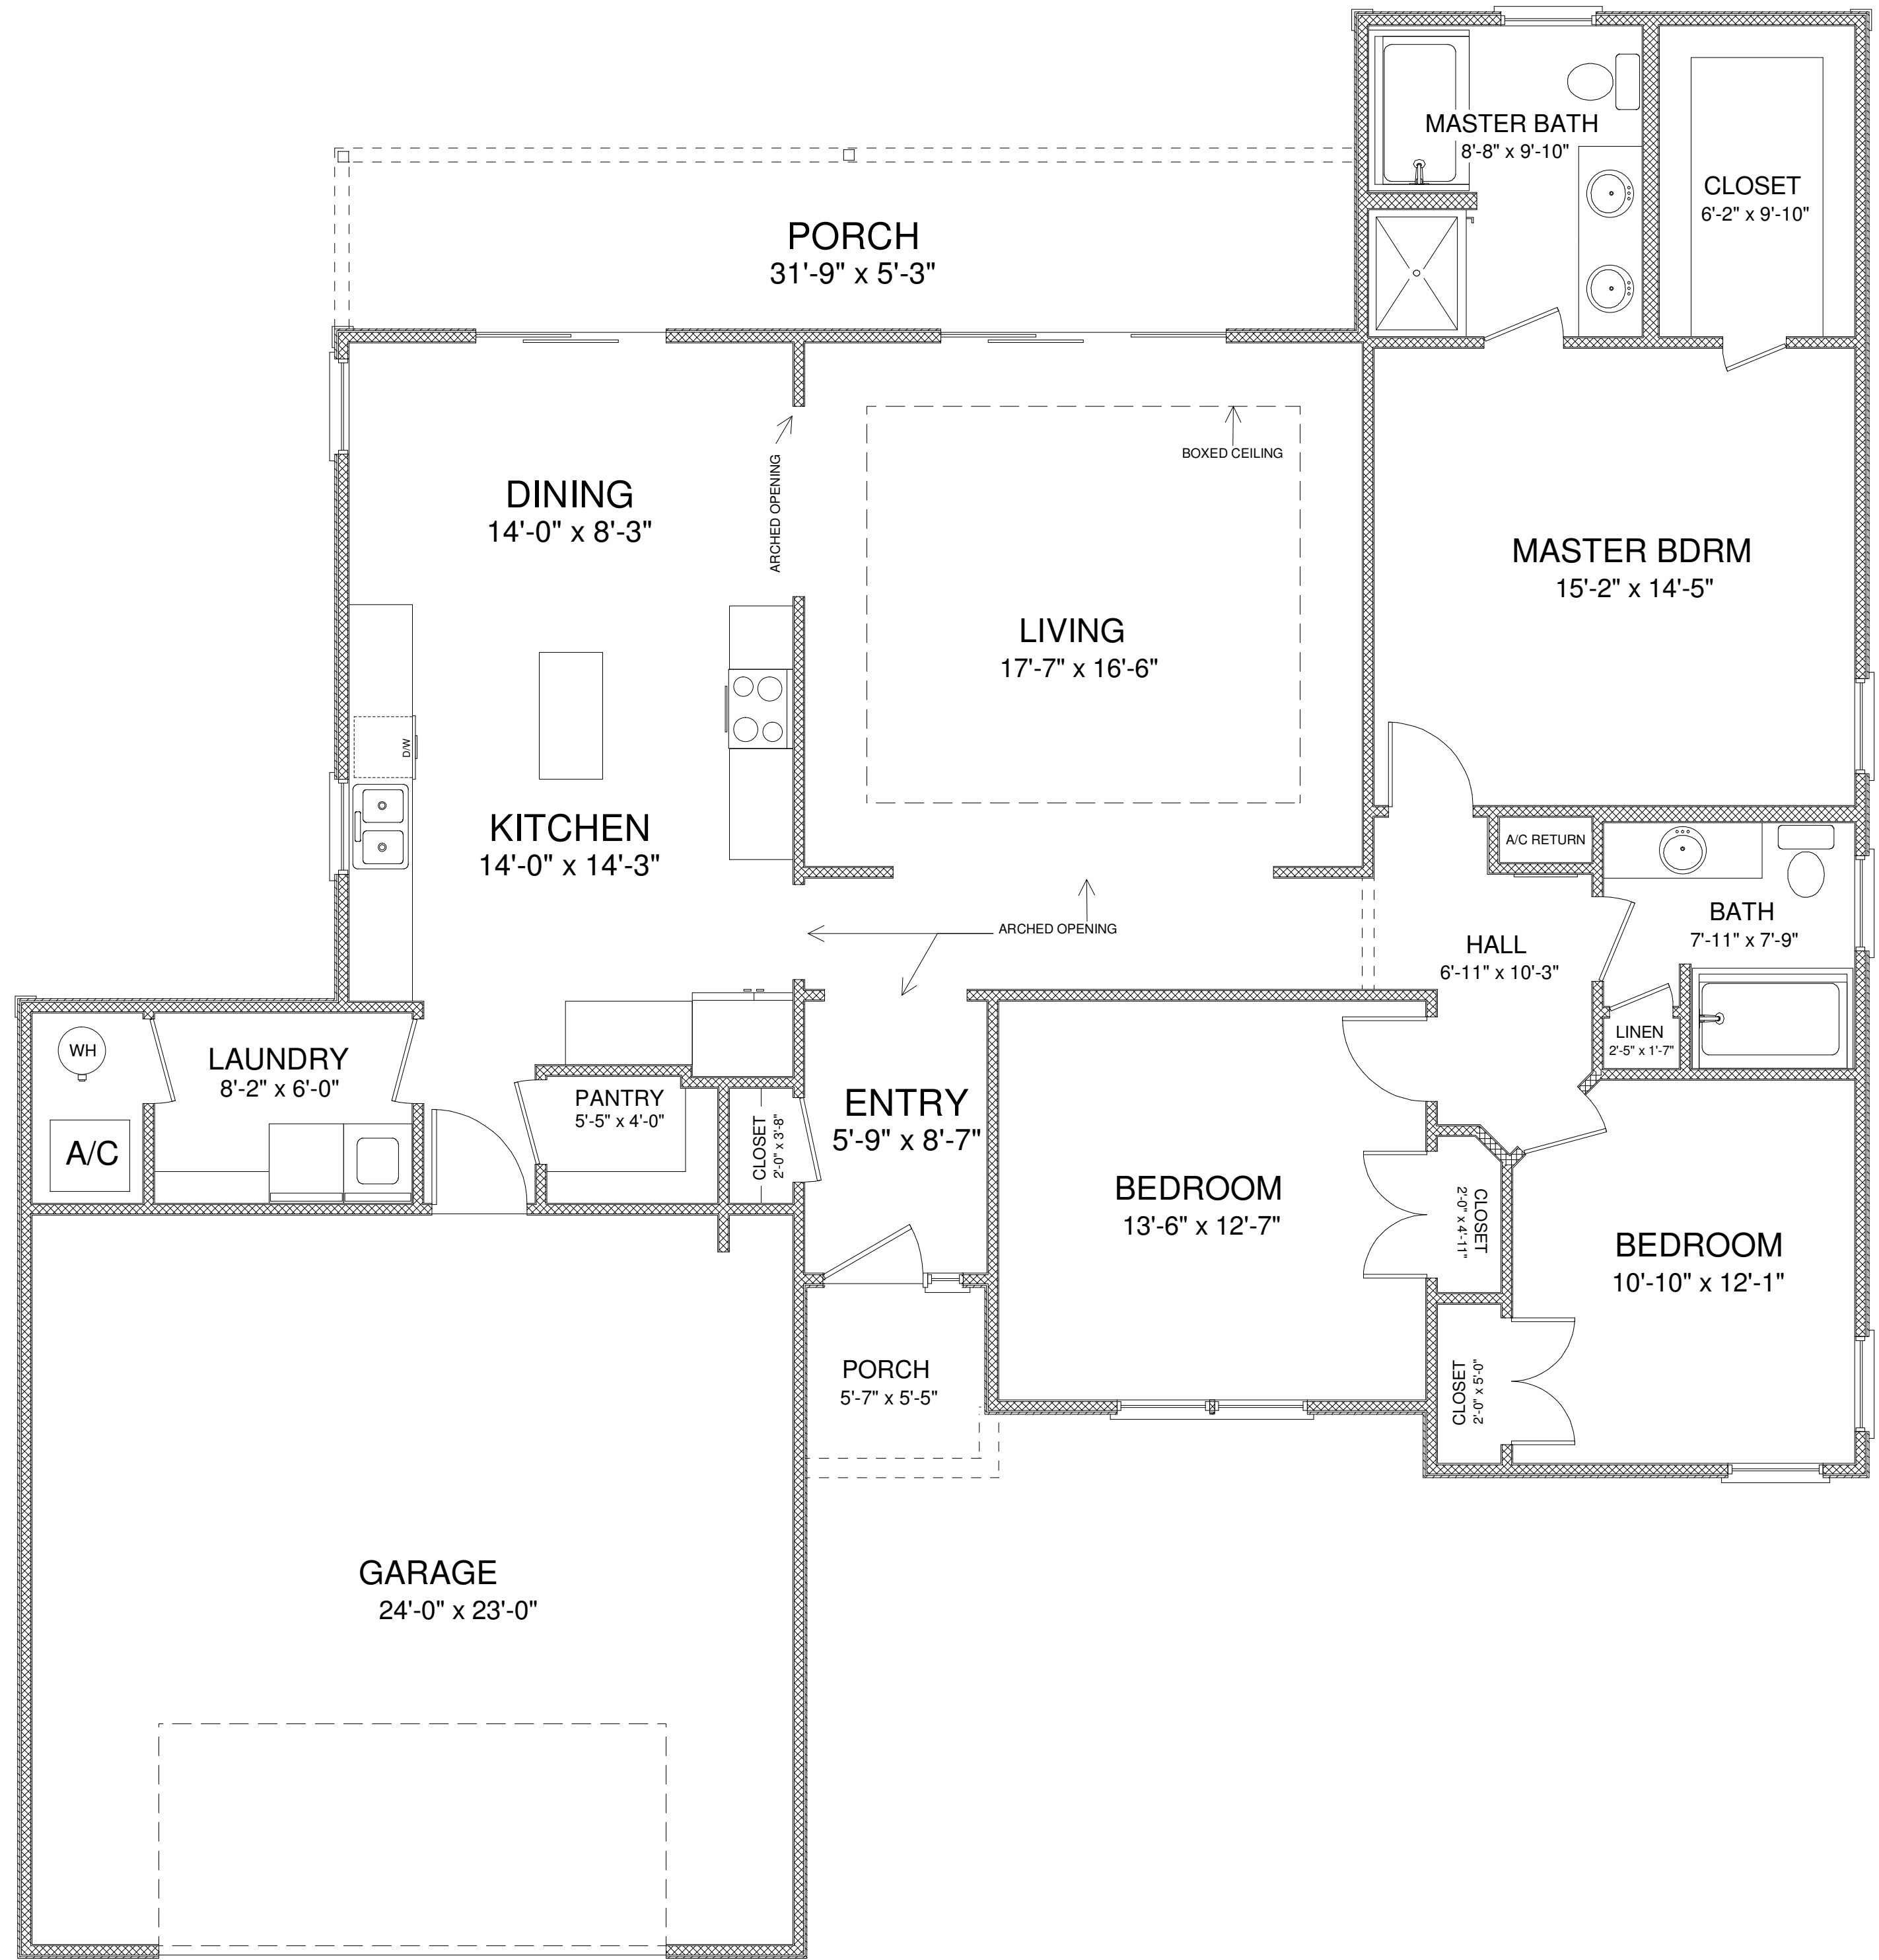 MASTER BATH
8'-8" x 9'-10"
CLOSET
6'-2" x 9'-10"
PORCH
31'-9" x 5'-3"
BOXED CEILING
ARCHED OPENING
DINING
14'-0" x 8'-3"
MASTER BDRM
15'-2" x 14'-5"
LIVING
17'-7" x 16'-6"
D/W
KITCHEN
14'-0" x 14'-3"
A/C RETURN
BATH
7'-11" x 7'-9"
ARCHED OPENING
HALL
6'-11" x 10'-3"
LINEN
2'-5" x 1'-7"
WH
LAUNDRY
8'-2" x 6'-0"
A/C
PANTRY
5'-5" x 4'-0"
CLOSET
2'-0" x 3'-8"
ENTRY
5'-9" x 8'-7"
BEDROOM
13'-6" x 12'-7"
CLOSET
2'-0" x 4'-11"
BEDROOM
10'-10" x 12'-1"
PORCH
5'-7" x 5'-5"
CLOSET
2'-0" x 5'-0"
GARAGE
24'-0" x 23'-0"